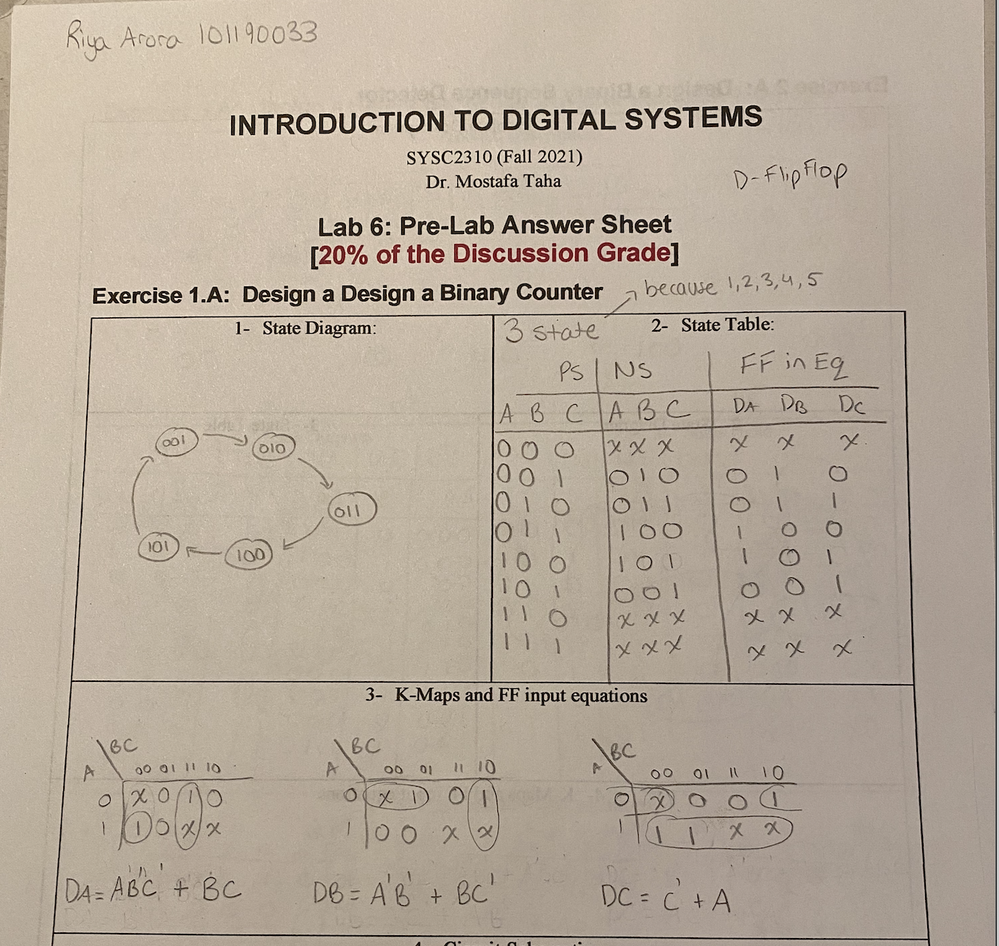 Riya Arora 101190033
INTRODUCTION TO DIGITAL SYSTEMS
SYSC2310 (Fall 2021)
Dr. Mostafa Taha
D-FlipFlop
Lab 6: Pre-Lab Answer Sheet
[20% of the Discussion Grade]
Exercise 1.A: Design a Design a Binary Counter
because 1,2,3,4,5
1- State Diagram:
001
010
011
100
101
3 state
2- State Table:
PS NS FF in Eq
A B C A B C DA DB DC
0 0 0 x x x x x x
0 0 1 0 1 0 0 1 0
0 1 0 0 1 1 0 1 1
0 1 1 1 0 0 1 0 0
1 0 0 1 0 1 1 0 1
1 0 1 0 0 1 0 0 1
1 1 0 x x x x x x
1 1 1 x x x x x x
3- K-Maps and FF input equations
BC
A 00 01 11 10
0 x 0 1 0
1 1 0 x x
DA = AB'C' + BC
BC
A 00 01 11 10
0 x 1 0 1
1 0 0 x x
DB = A'B' + BC'
BC
A 00 01 11 10
0 x 0 0 1
1 1 1 x x
DC = C' + A